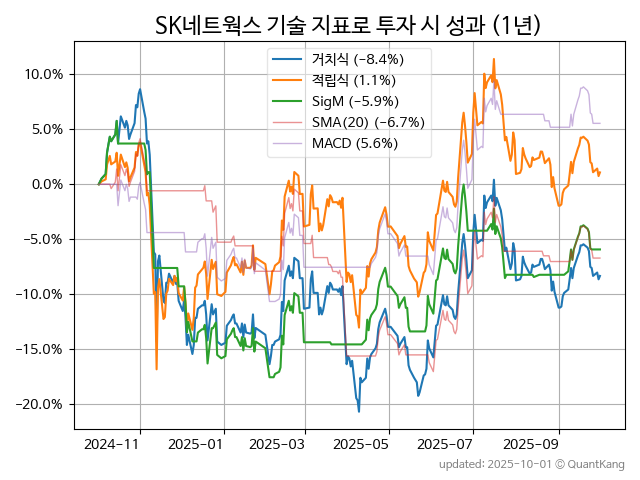 SK네트웍스 기술 지표로 투자 시 성과 (1년)
거치식 (−8.4%)
적립식 (1.1%)
SigM (−5.9%)
SMA(20) (−6.7%)
MACD (5.6%)
10.0%
5.0%
0.0%
−5.0%
−10.0%
−15.0%
−20.0%
2024-11 2025-01 2025-03 2025-05 2025-07 2025-09
updated: 2025-10-01 © QuantKang